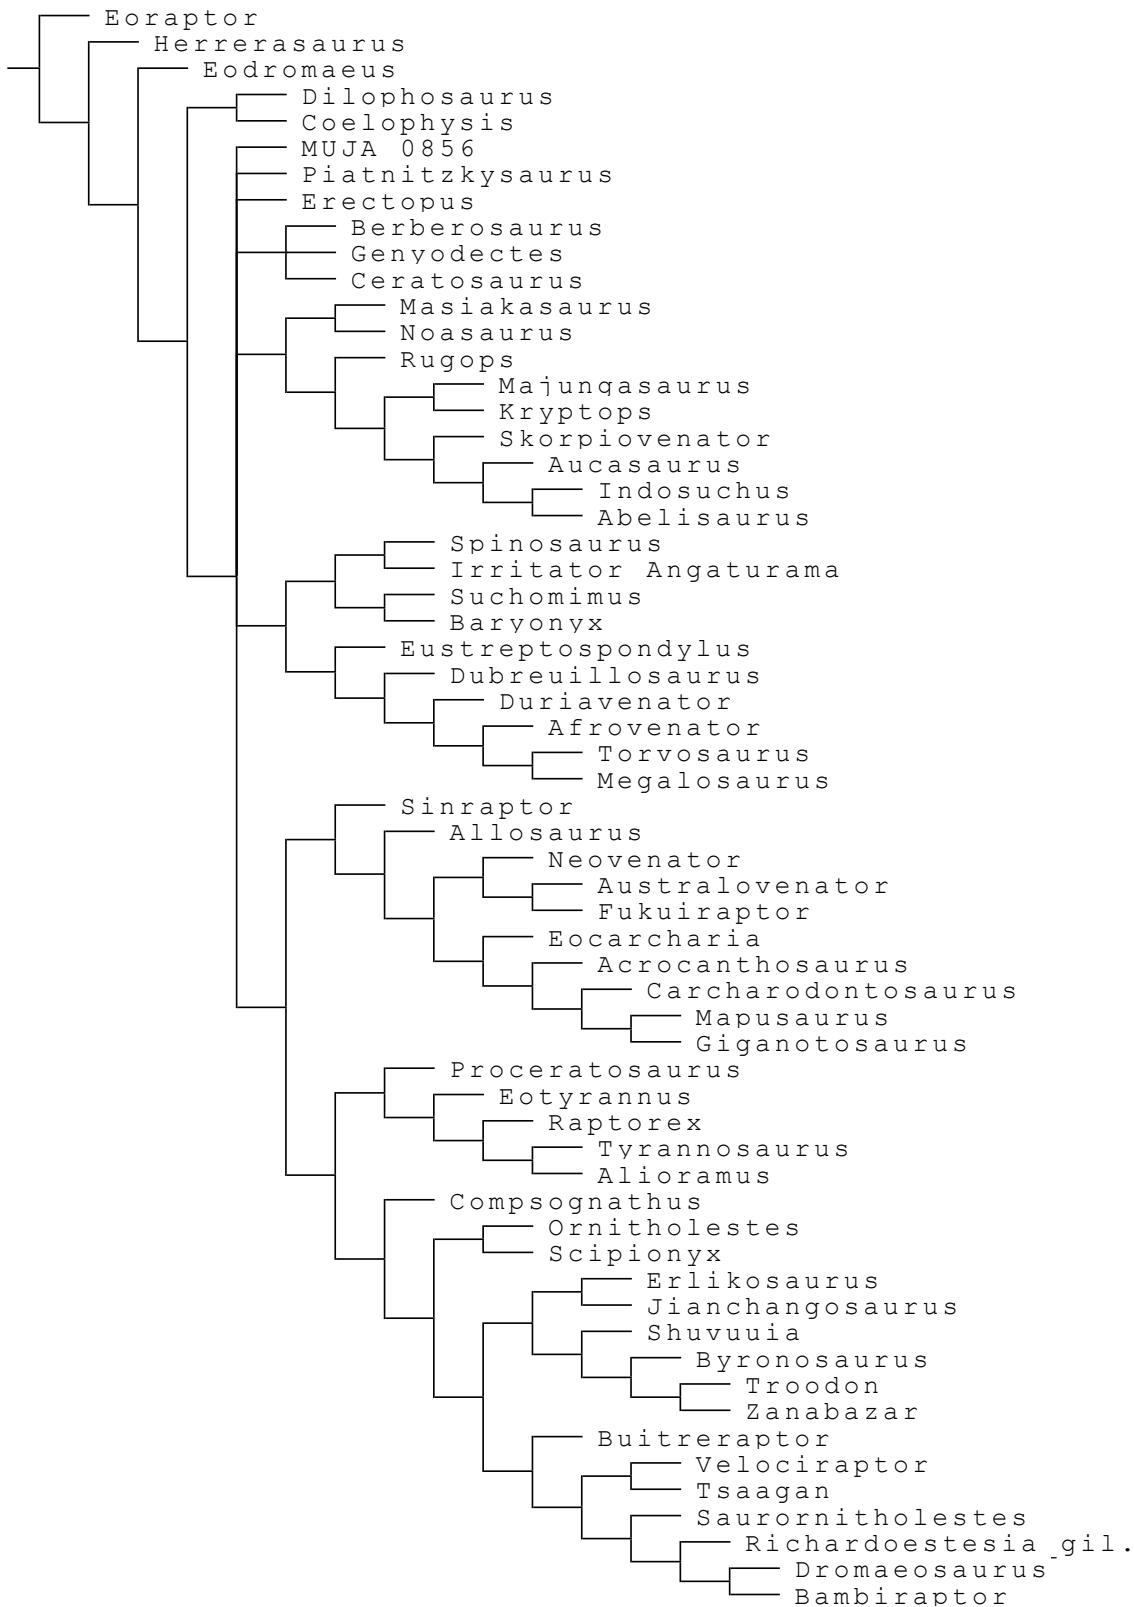 Eoraptor
Herrerasaurus
Eodromaeus
Dilophosaurus
Coelophysis
MUJA 0856
Piatnitzkysaurus
Erectopus
Berberosaurus
Genyodectes
Ceratosaurus
Masiakasaurus
Noasaurus
Rugops
Majungasaurus
Kryptops
Skorpiovenator
Aucasaurus
Indosuchus
Abelisaurus
Spinosaurus
Irritator Angaturama
Suchomimus
Baryonyx
Eustreptospondylus
Dubreuillosaurus
Duriavenator
Afrovenator
Torvosaurus
Megalosaurus
Sinraptor
Allosaurus
Neovenator
Australovenator
Fukuiraptor
Eocarcharia
Acrocanthosaurus
Carcharodontosaurus
Mapusaurus
Giganotosaurus
Proceratosaurus
Eotyrannus
Raptorex
Tyrannosaurus
Alioramus
Compsognathus
Ornitholestes
Scipionyx
Erlikosaurus
Jianchangosaurus
Shuvuuia
Byronosaurus
Troodon
Zanabazar
Buitreraptor
Velociraptor
Tsaagan
Saurornitholestes
Richardoestesia gil.
Dromaeosaurus
Bambiraptor